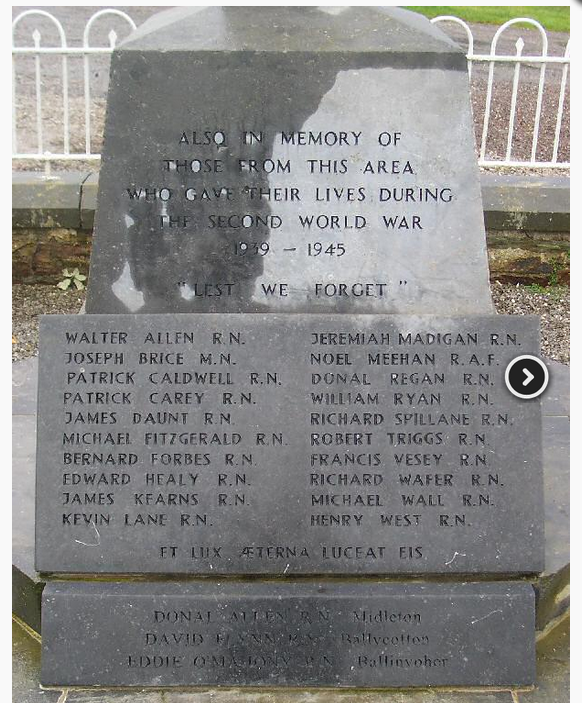 ALSO IN MEMORY OF
THOSE FROM THIS AREA
WHO GAVE THEIR LIVES DURING
THE SECOND WORLD WAR
1939 – 1945
"LEST WE FORGET"
WALTER ALLEN R.N.
JOSEPH BRICE M.N.
PATRICK CALDWELL R.N.
PATRICK CAREY R.N.
JAMES DAUNT R.N.
MICHAEL FITZGERALD R.N.
BERNARD FORBES R.N.
EDWARD HEALY R.N.
JAMES KEARNS R.N.
KEVIN LANE R.N.
JEREMIAH MADIGAN R.N.
NOEL MEEHAN R.A.F.
DONAL REGAN R.N.
WILLIAM RYAN R.N.
RICHARD SPILLANE R.N.
ROBERT TRIGGS R.N.
FRANCIS VESEY R.N.
RICHARD WAFER R.N.
MICHAEL WALL R.N.
HENRY WEST R.N.
ET LUX ÆTERNA LUCEAT EIS
DONAL ALLEN R.N. Midleton
DAVID FLYNN R.N. Ballycotton
EDDIE O'MAHONY R.N. Ballinvoher